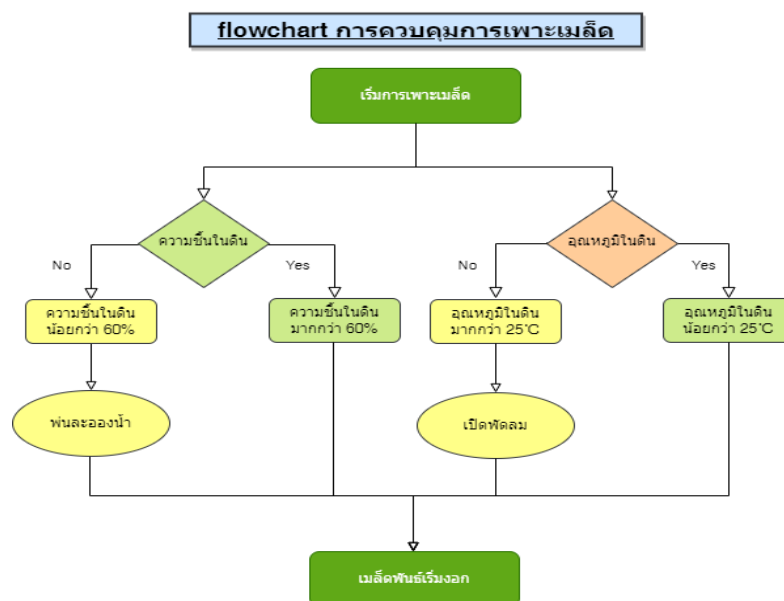 flowchart การควบคุมการเพาะเมล็ด
เริ่มการเพาะเมล็ด
ความชื้นในดิน
อุณหภูมิในดิน
No
Yes
No
Yes
ความชื้นในดิน
น้อยกว่า 60%
ความชื้นในดิน
มากกว่า 60%
อุณหภูมิในดิน
มากกว่า 25°C
อุณหภูมิในดิน
น้อยกว่า 25°C
พ่นละอองน้ำ
เปิดพัดลม
เมล็ดพันธ์เริ่มงอก